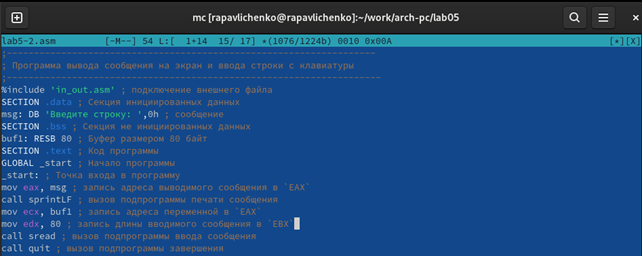 mc [rapavlichenko@rapavlichenko]:~/work/arch-pc/lab05
lab5-2.asm [-M--] 54 L:[ 1+14 15/ 17] *(1076/1224b) 0010 0x00A [*][X]
;---------------------------------------------------------------------
; Программа вывода сообщения на экран и ввода строки с клавиатуры
;----------------------------------------------------------------------
%include 'in_out.asm' ; подключение внешнего файла
SECTION .data ; Секция инициированных данных
msg: DB 'Введите строку: ',0h ; сообщение
SECTION .bss ; Секция не инициированных данных
buf1: RESB 80 ; Буфер размером 80 байт
SECTION .text ; Код программы
GLOBAL _start ; Начало программы
_start: ; Точка входа в программу
mov eax, msg ; запись адреса выводимого сообщения в `EAX`
call sprintLF ; вызов подпрограммы печати сообщения
mov ecx, buf1 ; запись адреса переменной в `EAX`
mov edx, 80 ; запись длины вводимого сообщения в `EBX`
call sread ; вызов подпрограммы ввода сообщения
call quit ; вызов подпрограммы завершения